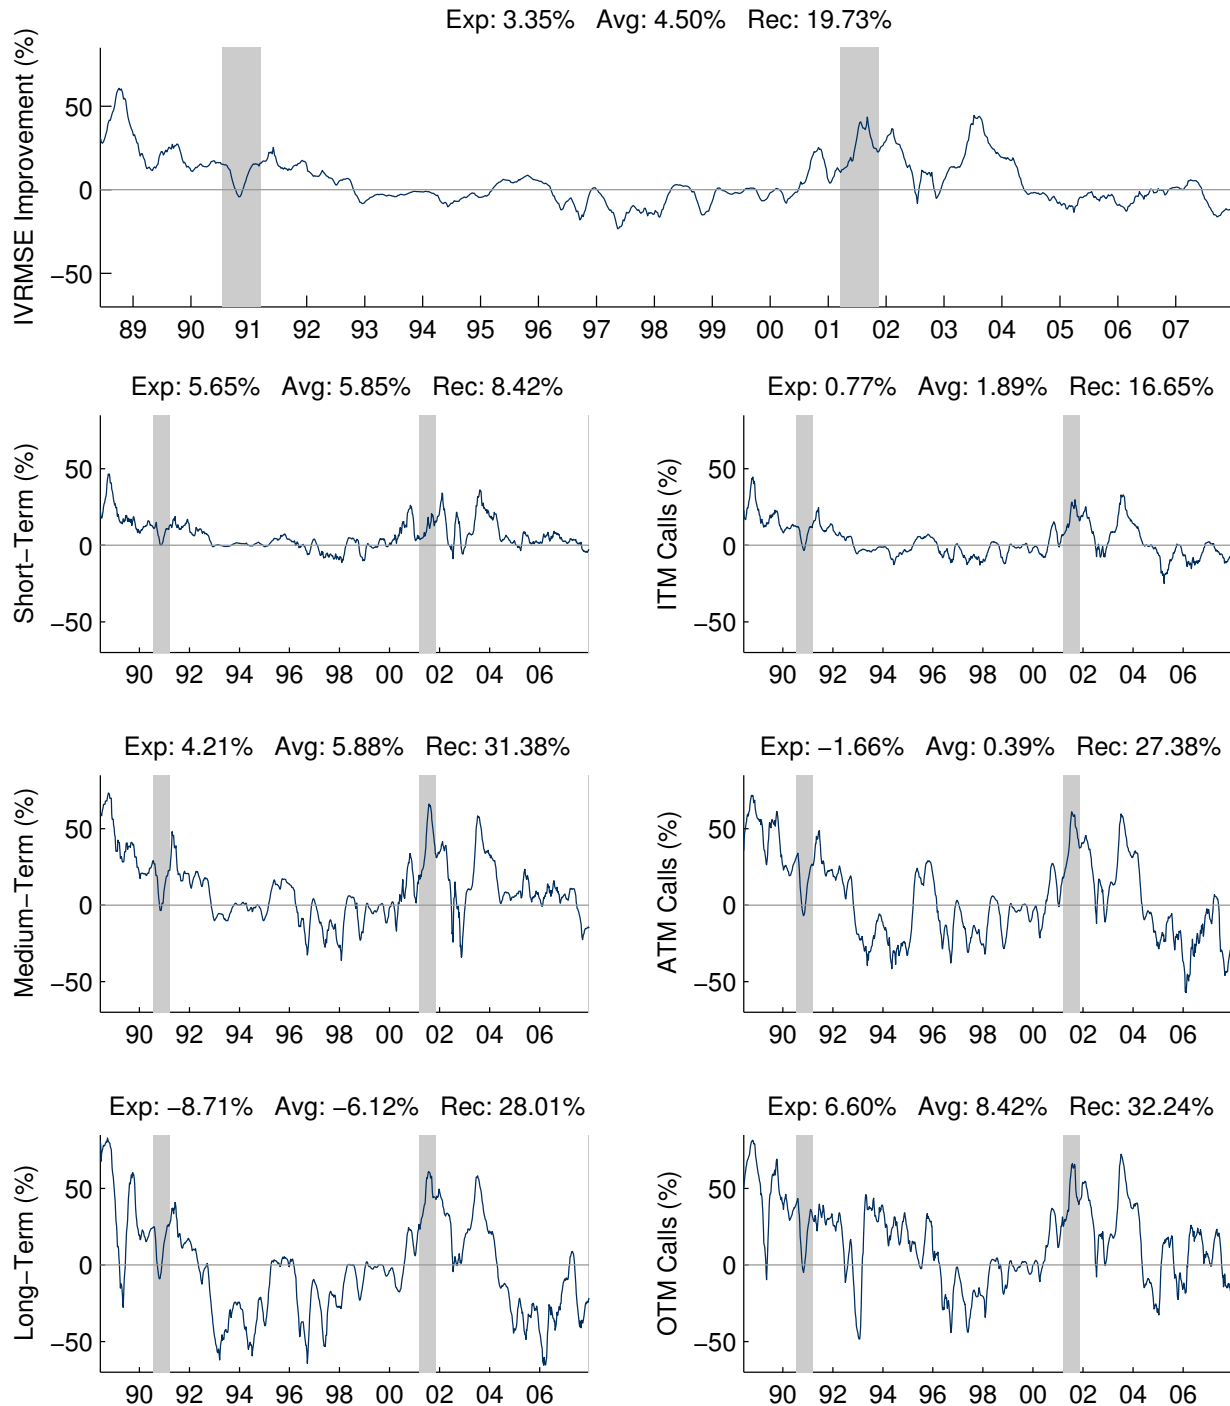 Exp: 3.35% Avg: 4.50% Rec: 19.73%
IVRMSE Improvement (%)
50
0
−50
89 90 91 92 93 94 95 96 97 98 99 00 01 02 03 04 05 06 07
Exp: 5.65% Avg: 5.85% Rec: 8.42%
Short−Term (%)
50
0
−50
90 92 94 96 98 00 02 04 06
Exp: 0.77% Avg: 1.89% Rec: 16.65%
ITM Calls (%)
50
0
−50
90 92 94 96 98 00 02 04 06
Exp: 4.21% Avg: 5.88% Rec: 31.38%
Medium−Term (%)
50
0
−50
90 92 94 96 98 00 02 04 06
Exp: −1.66% Avg: 0.39% Rec: 27.38%
ATM Calls (%)
50
0
−50
90 92 94 96 98 00 02 04 06
Exp: −8.71% Avg: −6.12% Rec: 28.01%
Long−Term (%)
50
0
−50
90 92 94 96 98 00 02 04 06
Exp: 6.60% Avg: 8.42% Rec: 32.24%
OTM Calls (%)
50
0
−50
90 92 94 96 98 00 02 04 06